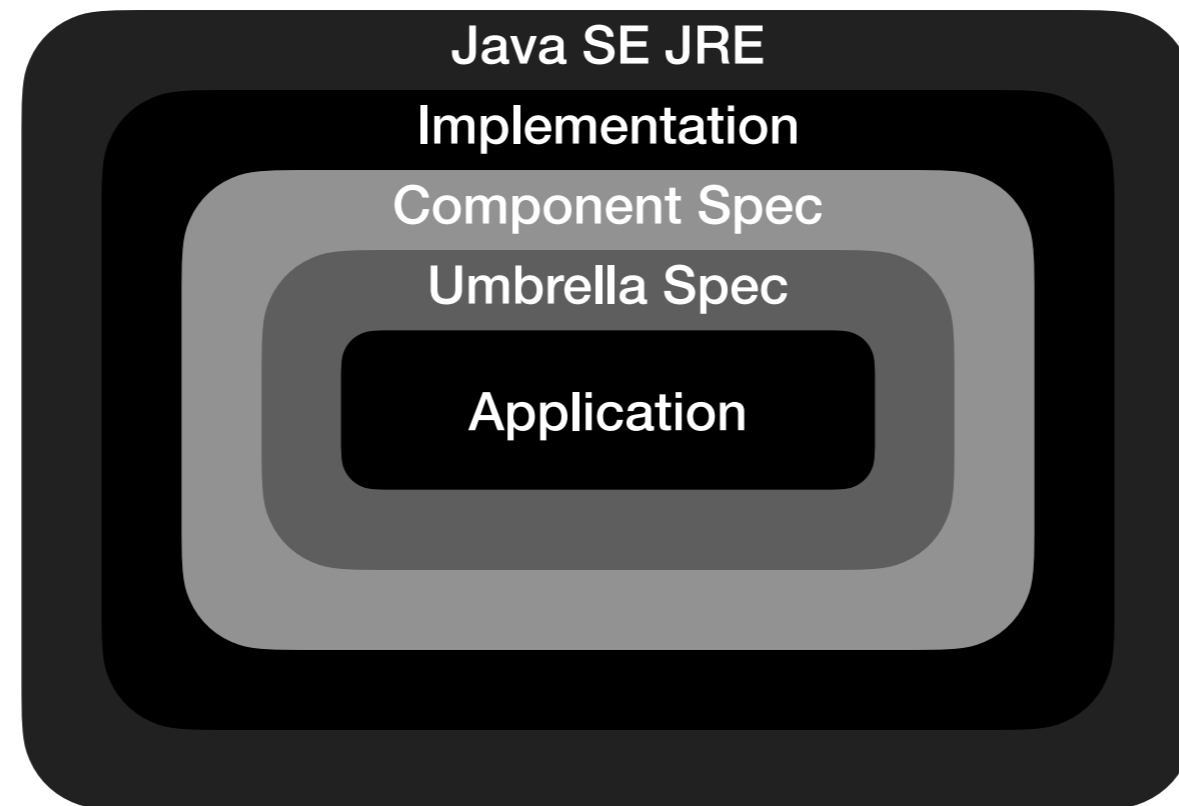 Java SE JRE
Implementation
Component Spec
Umbrella Spec
Application